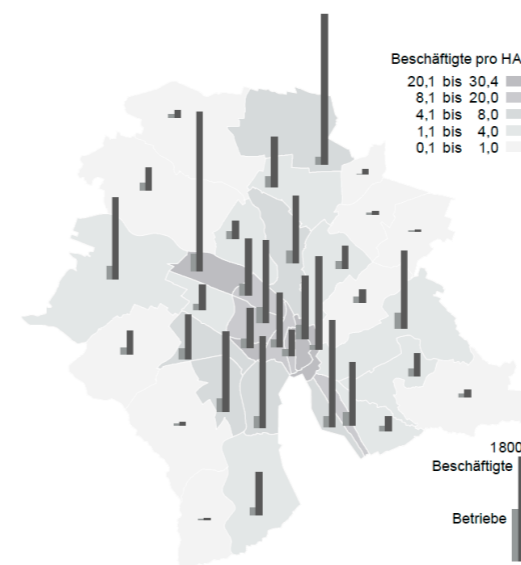 Beschäftigte pro HA
20,1 bis 30,4
8,1 bis 20,0
4,1 bis 8,0
1,1 bis 4,0
0,1 bis 1,0
1800
Beschäftigte
Betriebe